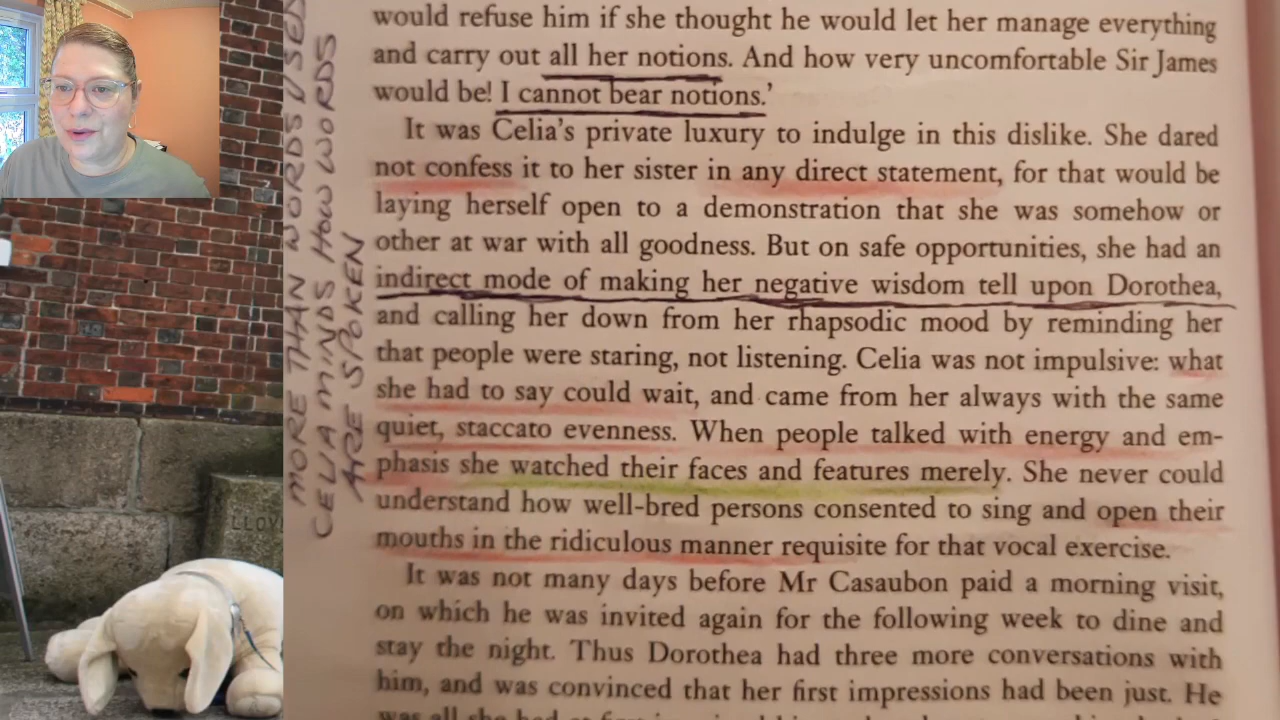 would refuse him if she thought he would let her manage everything
and carry out all her notions. And how very uncomfortable Sir James
would be! I cannot bear notions.’
It was Celia’s private luxury to indulge in this dislike. She dared
not confess it to her sister in any direct statement, for that would be
laying herself open to a demonstration that she was somehow or
other at war with all goodness. But on safe opportunities, she had an
indirect mode of making her negative wisdom tell upon Dorothea,
and calling her down from her rhapsodic mood by reminding her
that people were staring, not listening. Celia was not impulsive: what
she had to say could wait, and came from her always with the same
quiet, staccato evenness. When people talked with energy and em-
phasis she watched their faces and features merely. She never could
understand how well-bred persons consented to sing and open their
mouths in the ridiculous manner requisite for that vocal exercise.
It was not many days before Mr Casaubon paid a morning visit,
on which he was invited again for the following week to dine and
stay the night. Thus Dorothea had three more conversations with
him, and was convinced that her first impressions had been just. He
was all she had at first
MORE THAN WORDS USED
CELIA MINDS HOW WORDS
ARE SPOKEN
LLOY